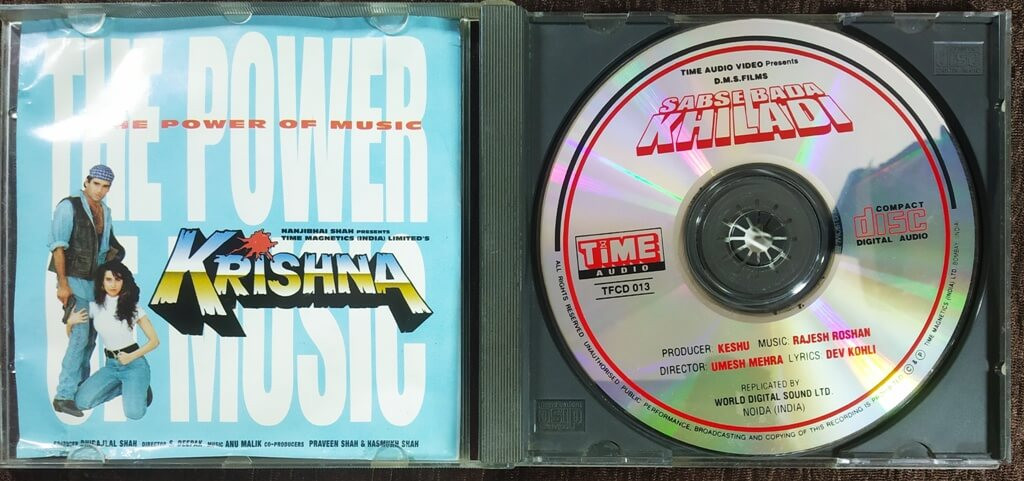 THE POWER
THE POWER OF MUSIC
OF MUSIC
NANJIBHAI SHAH PRESENTS
TIME MAGNETICS (INDIA) LIMITED'S
KRISHNA
PRODUCER DHIRAJLAL SHAH DIRECTOR S. DEEPAK MUSIC ANU MALIK CO-PRODUCERS PRAVEEN SHAH & HASMUKH SHAH
TIME AUDIO VIDEO Presents
D.M.S.FILMS
SABSE BADA
KHILADI
TIME
AUDIO
TFCD 013
COMPACT
disc
DIGITAL AUDIO
PRODUCER: KESHU MUSIC: RAJESH ROSHAN
DIRECTOR: UMESH MEHRA LYRICS: DEV KOHLI
REPLICATED BY
WORLD DIGITAL SOUND LTD.
NOIDA (INDIA)
ALL RIGHTS RESERVED. UNAUTHORISED PUBLIC PERFORMANCE, BROADCASTING AND COPYING OF THIS RECORDING IS PROHIBITED
© & ℗ TIME MAGNETICS (INDIA) LTD. BOMBAY (INDIA)